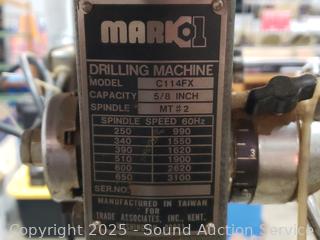 MARKOL
DRILLING MACHINE
MODEL C114FX
CAPACITY 5/8 INCH
SPINDLE MT#2
SPINDLE SPEED 60Hz
250 990
340 1550
390 1620
510 1900
600 2620
650 3100
SER.NO.
MANUFACTURED IN TAIWAN
FOR
TRADE ASSOCIATES, INC., KENT.
Copyright 2025 - Sound Auction Service